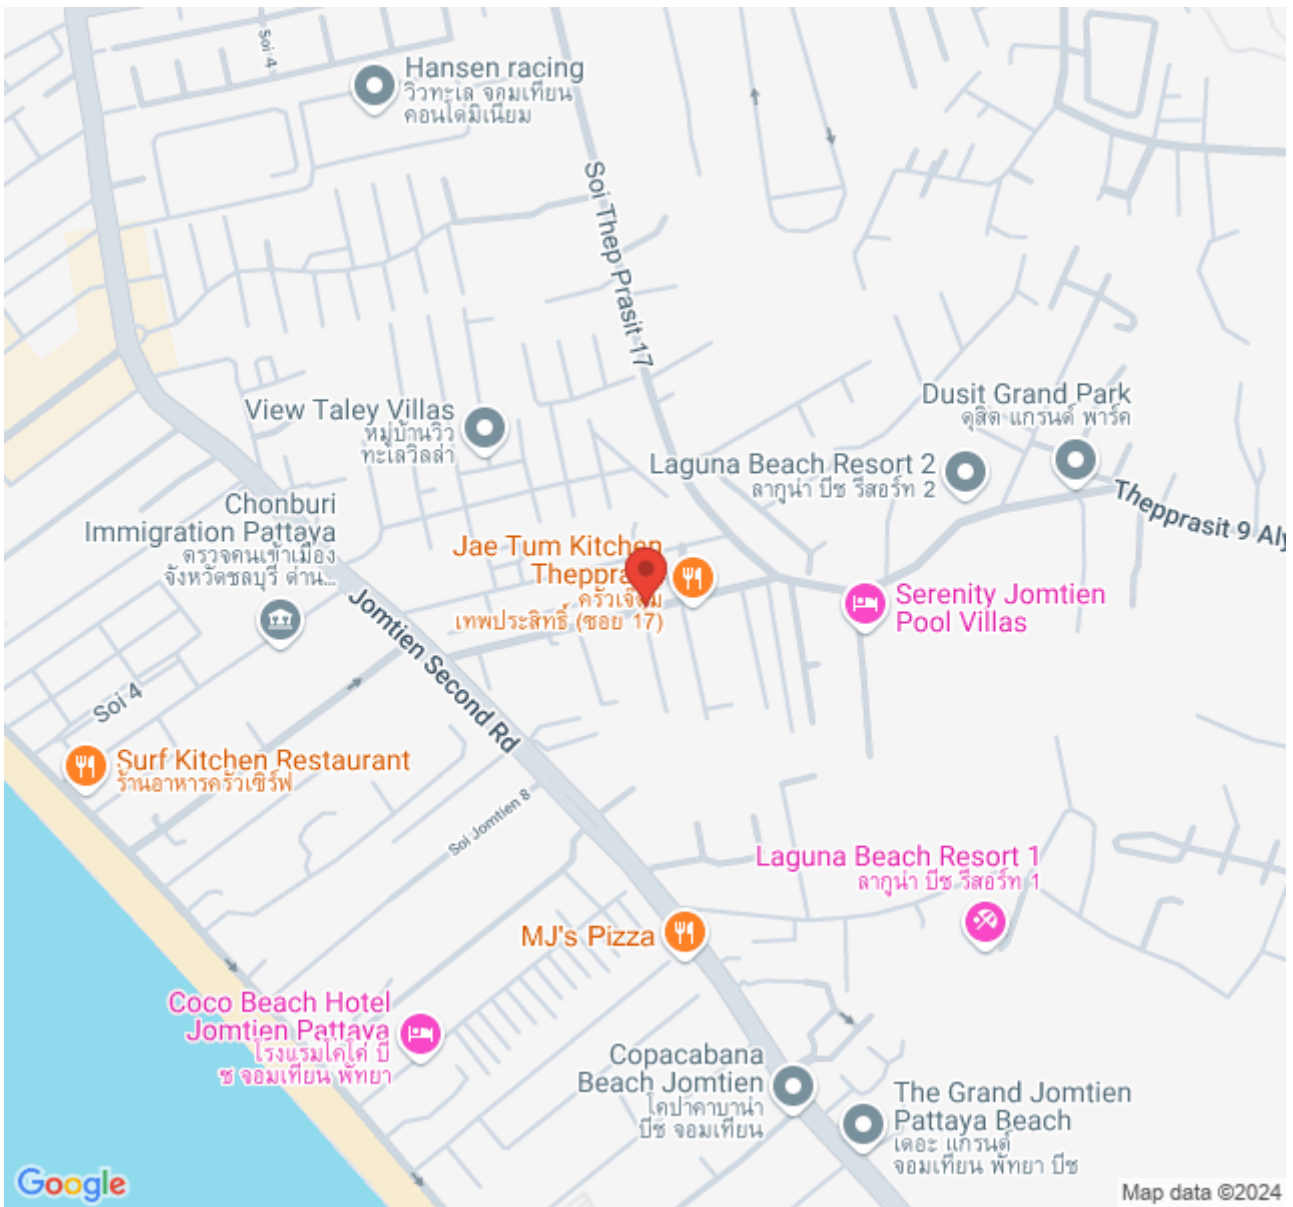 Soi 4
Hansen racing
วิวทะเล จอมเทียน
คอนโดมิเนียม
Soi Thep Prasit 17
View Taley Villas
หมู่บ้านวิว
ทะเลวิลล่า
Dusit Grand Park
ดุสิต แกรนด์ พาร์ค
Laguna Beach Resort 2
ลากูน่า บีช รีสอร์ท 2
Thepprasit 9 Aly
Chonburi
Immigration Pattaya
ตรวจคนเข้าเมือง
จังหวัดชลบุรี ด่าน...
Jae Tum Kitchen
เทพประสิทธิ์ (ซอย 17)
Serenity Jomtien
Pool Villas
Jomtien Second Rd
Soi 4
Surf Kitchen Restaurant
ร้านอาหารครัวเซิร์ฟ
Soi Jomtien 8
Laguna Beach Resort 1
ลากูน่า บีช รีสอร์ท 1
MJ's Pizza
Coco Beach Hotel
Jomtien Pattaya
โรงแรมโคโค่ บี
ช จอมเทียน พัทยา
Copacabana
Beach Jomtien
โคปาคาบาน่า
บีช จอมเทียน
The Grand Jomtien
Pattaya Beach
เดอะ แกรนด์
จอมเทียน พัทยา บีช
Google
Map data ©2024